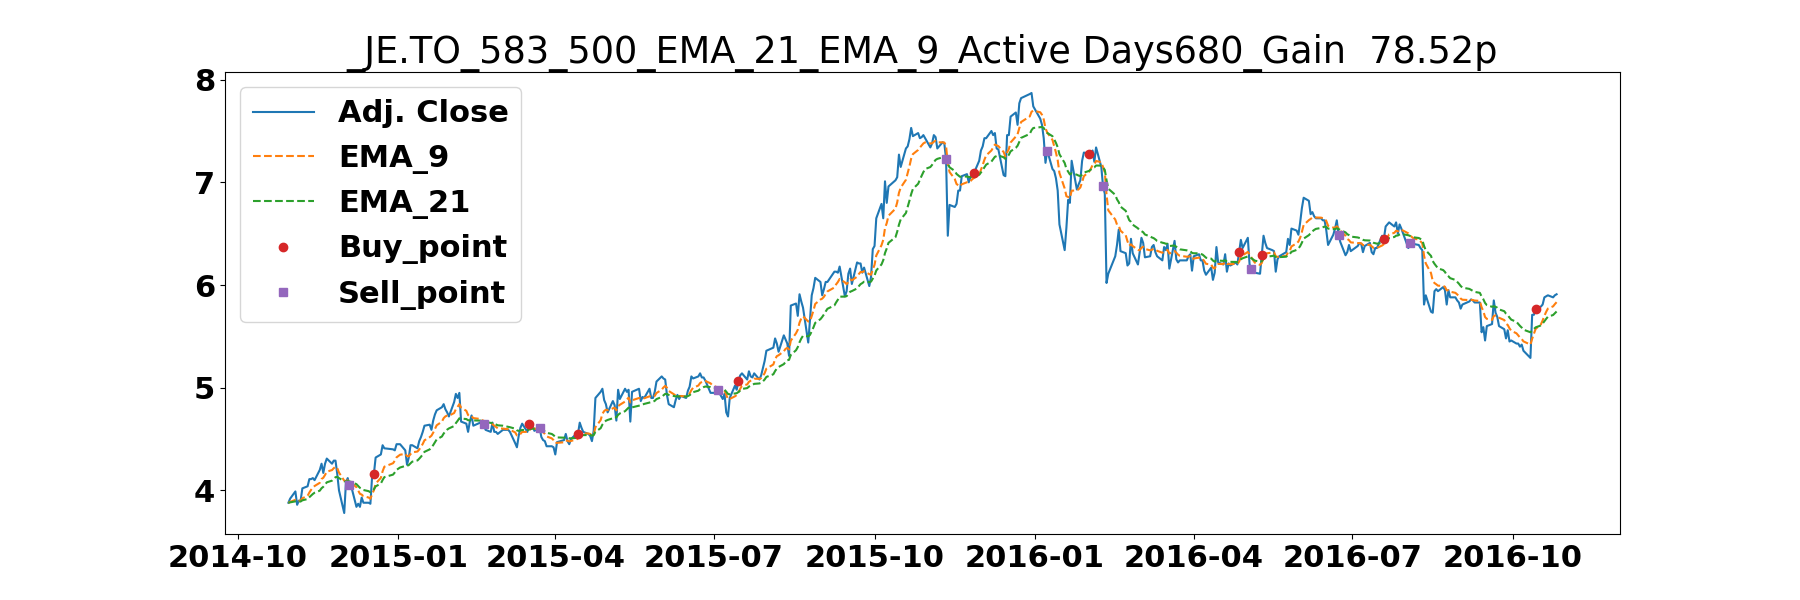 _JE.TO_583_500_EMA_21_EMA_9_Active Days680_Gain  78.52p
8
7
6
5
4
Adj. Close
EMA_9
EMA_21
Buy_point
Sell_point
2014-10 2015-01 2015-04 2015-07 2015-10 2016-01 2016-04 2016-07 2016-10